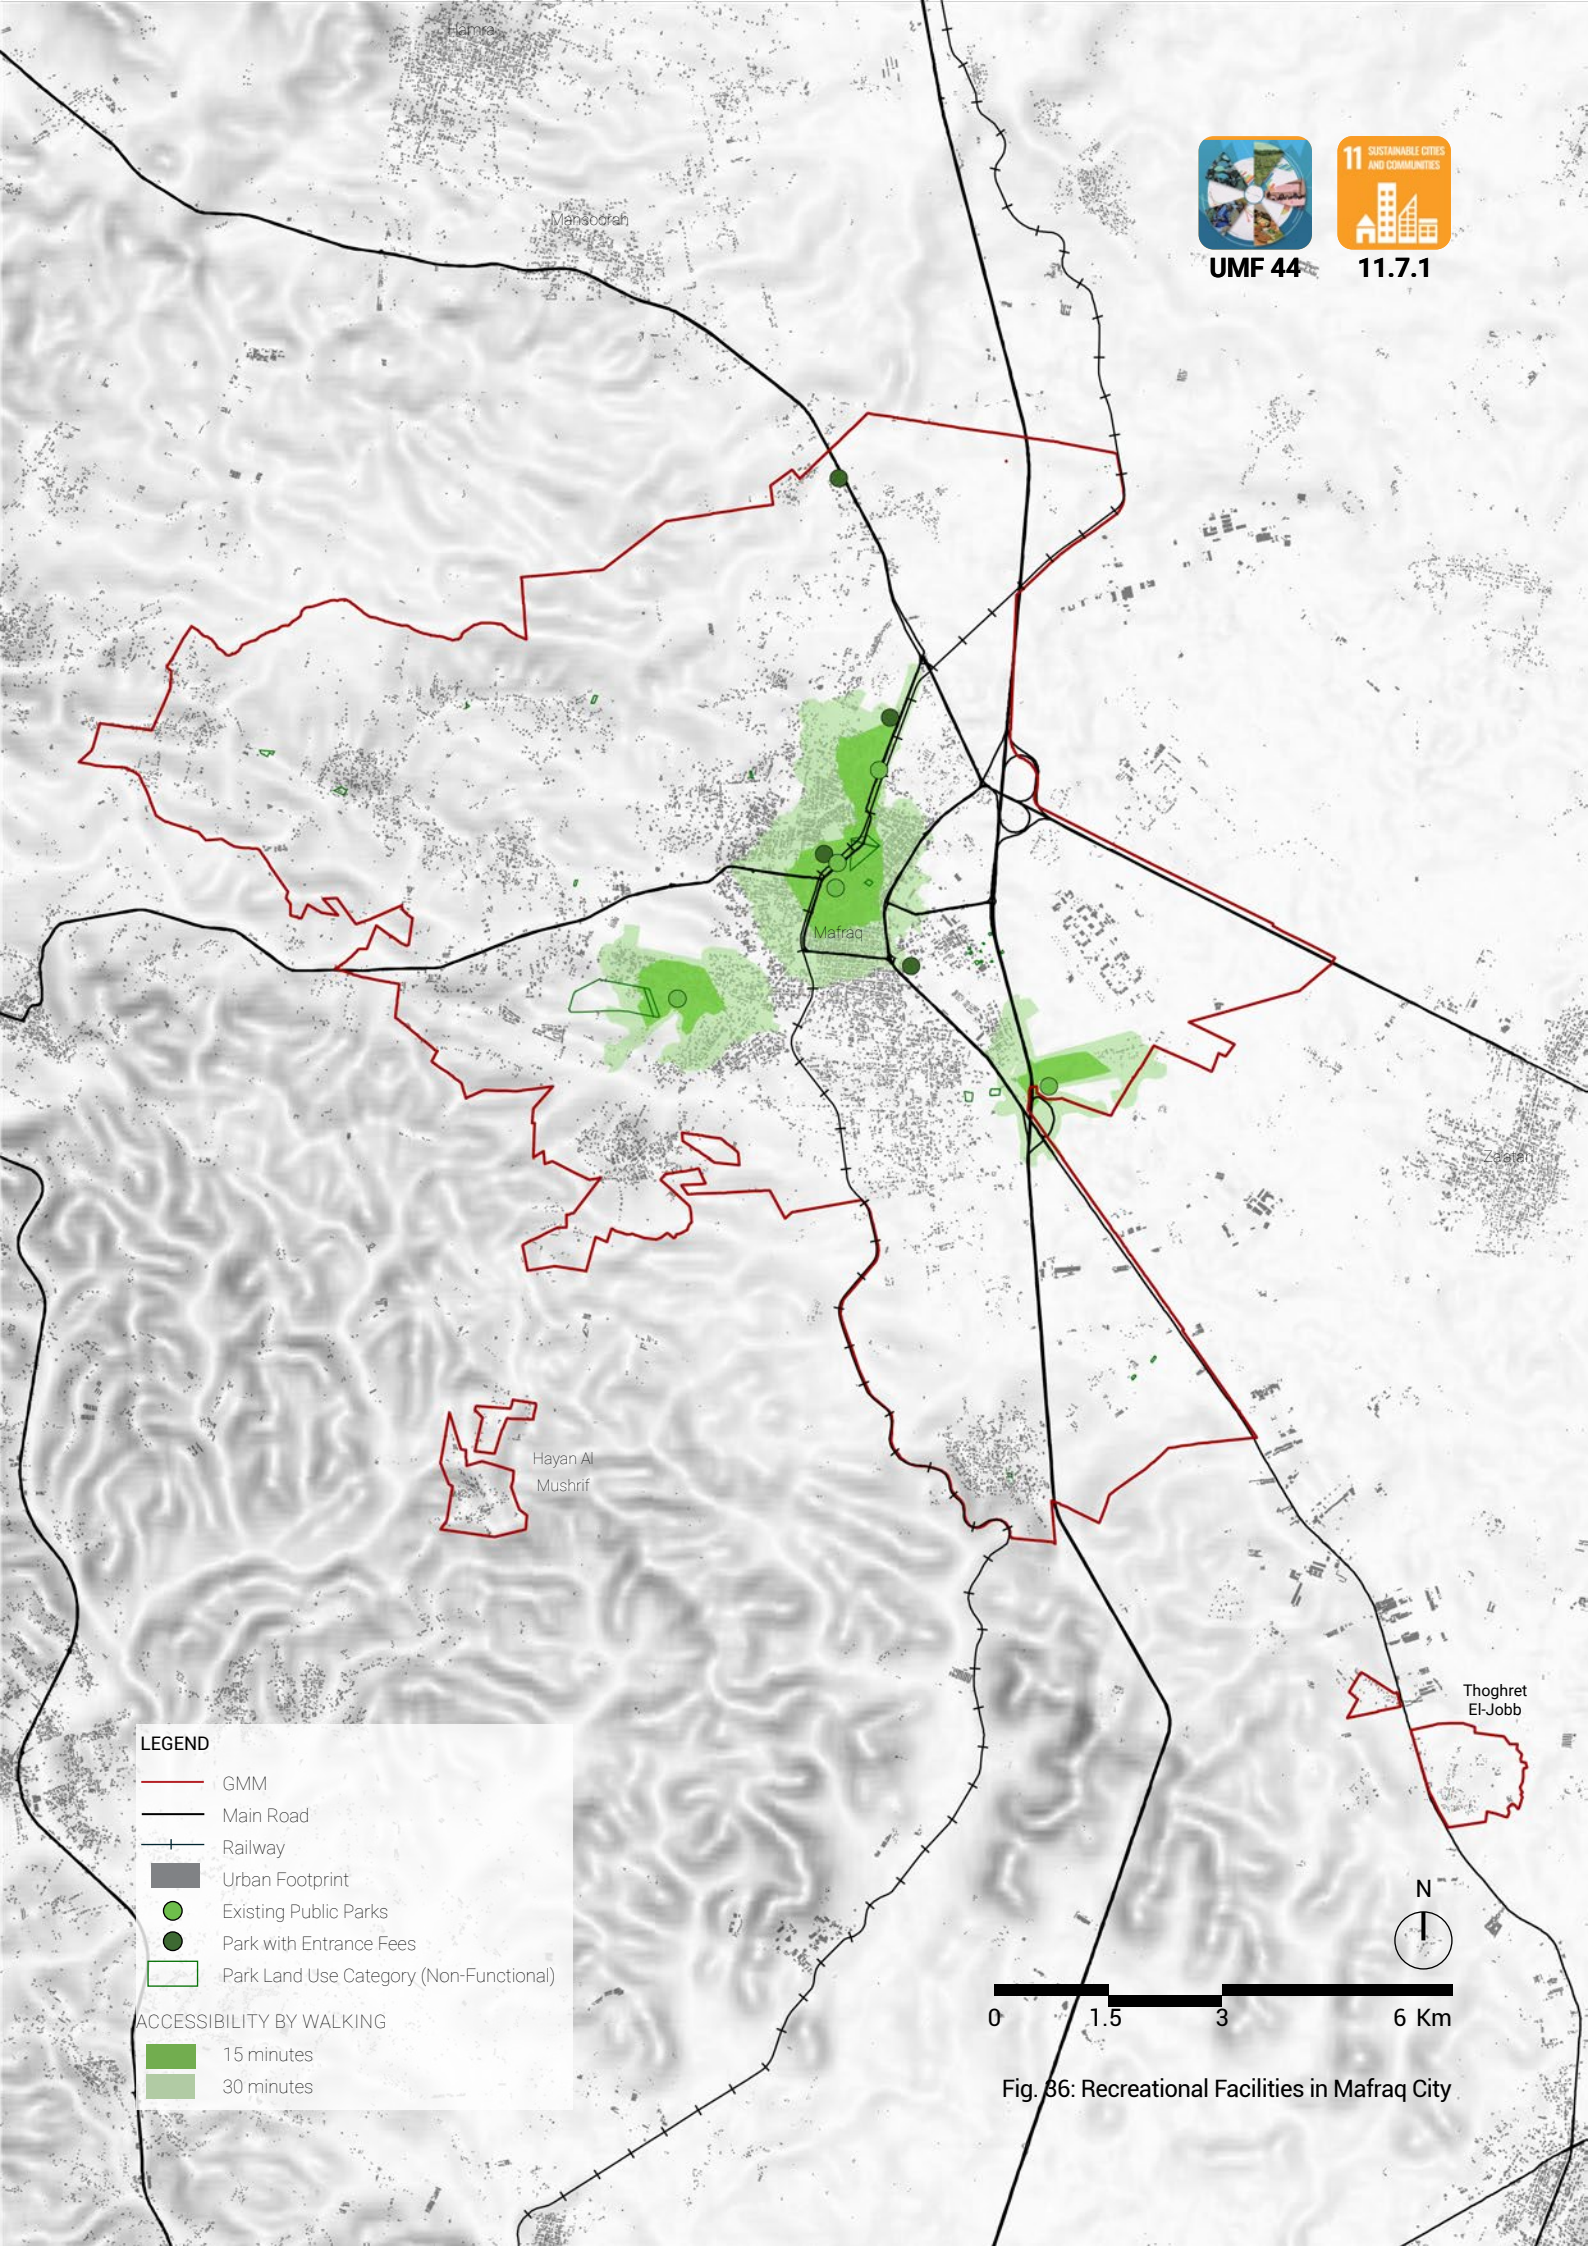 Hamra
Mansoorah
11 SUSTAINABLE CITIES
AND COMMUNITIES
UMF 44
11.7.1
Mafraq
Zaatari
Hayan Al
Mushrif
Thoghret
El-Jobb
LEGEND
GMM
Main Road
Railway
Urban Footprint
Existing Public Parks
Park with Entrance Fees
Park Land Use Category (Non-Functional)
ACCESSIBILITY BY WALKING
15 minutes
30 minutes
N
0 1.5 3 6 Km
Fig. 36: Recreational Facilities in Mafraq City